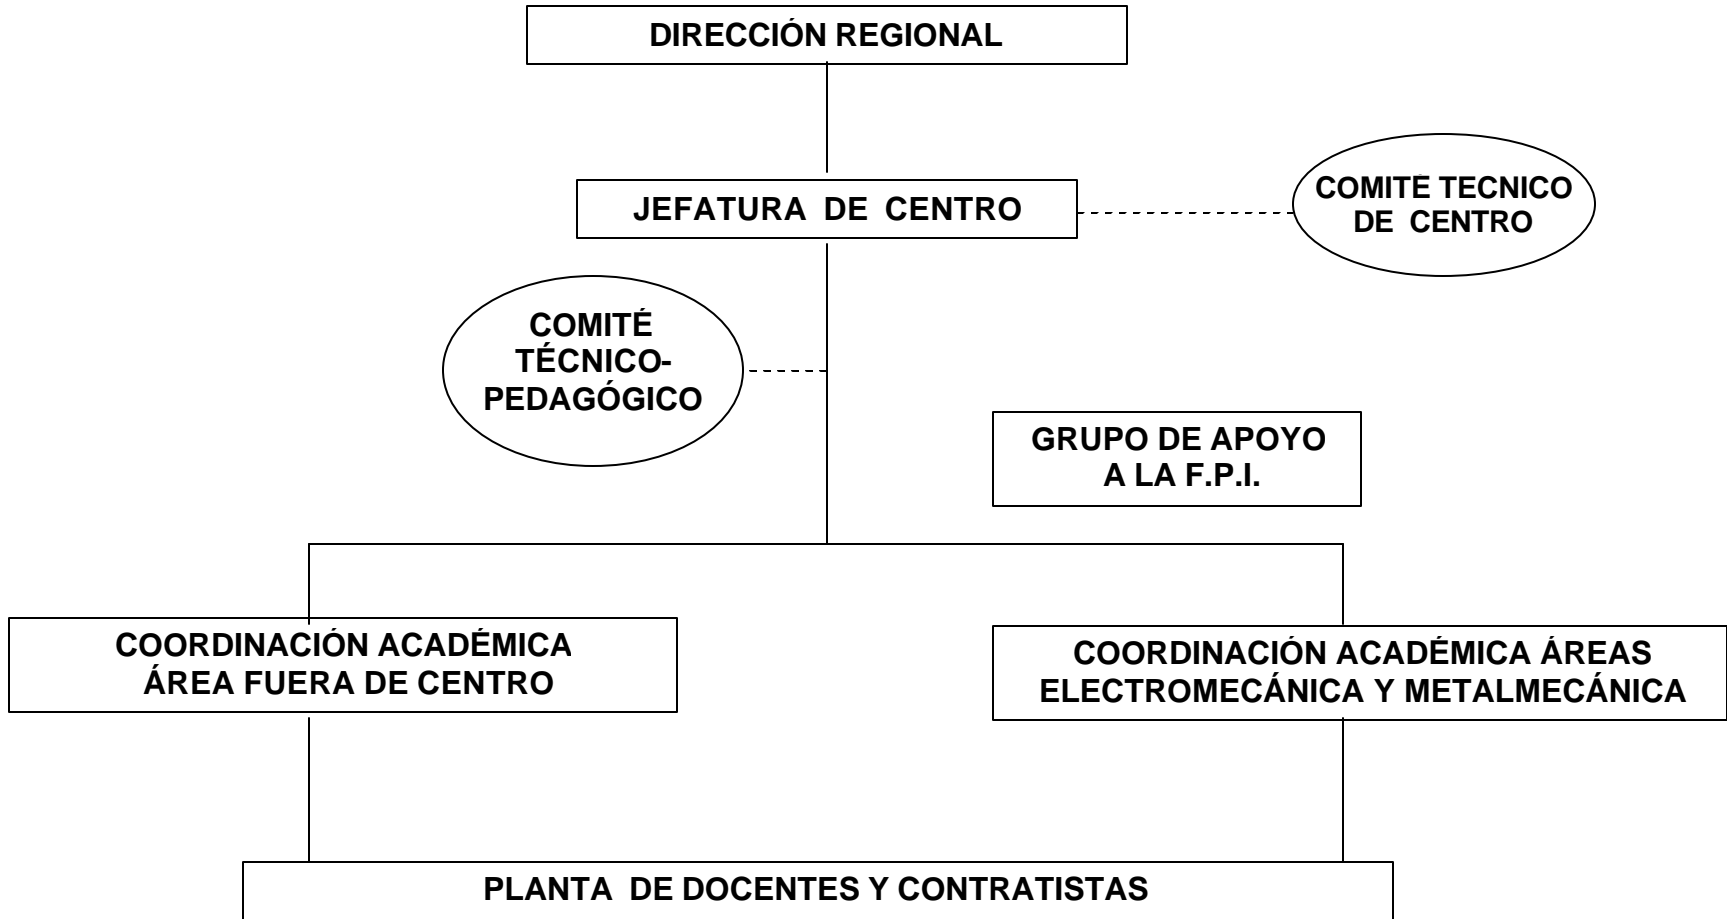 DIRECCIÓN REGIONAL
JEFATURA DE CENTRO
COMITÉ TECNICO
DE CENTRO
COMITÉ
TÉCNICO-
PEDAGÓGICO
GRUPO DE APOYO
A LA F.P.I.
COORDINACIÓN ACADÉMICA
ÁREA FUERA DE CENTRO
COORDINACIÓN ACADÉMICA ÁREAS
ELECTROMECÁNICA Y METALMECÁNICA
PLANTA DE DOCENTES Y CONTRATISTAS